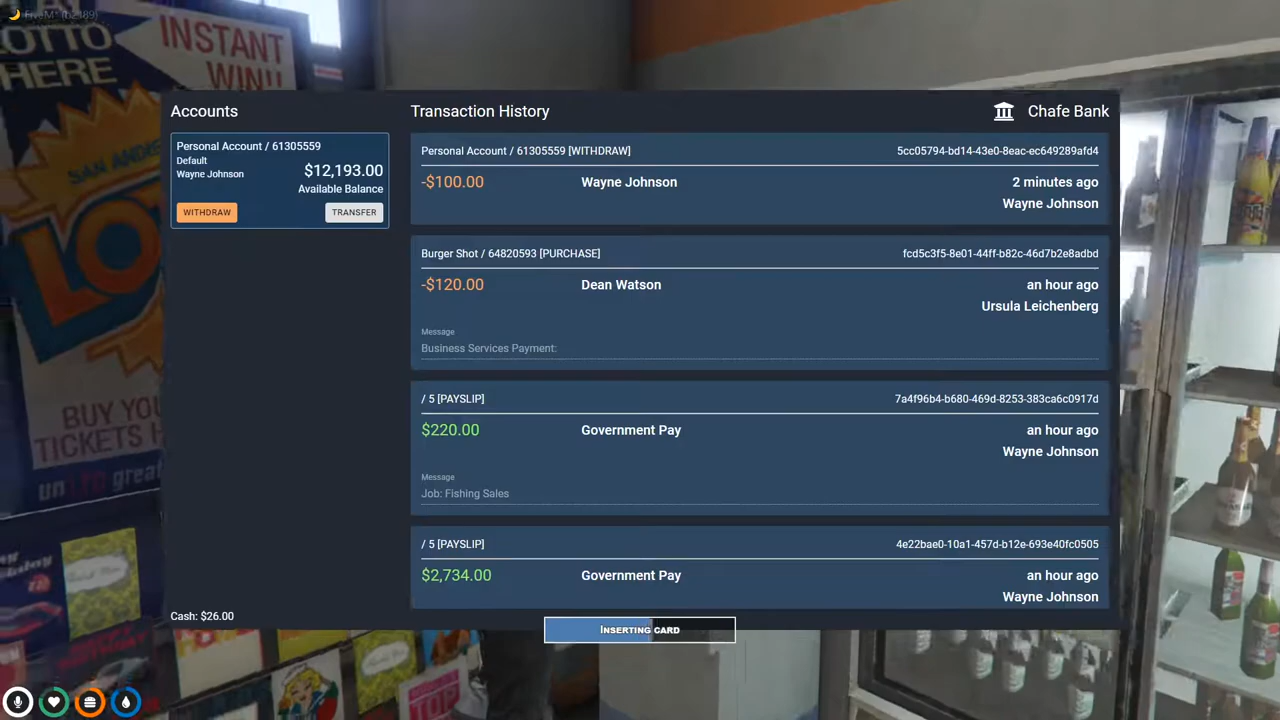 LOTTO
HERE
INSTANT
WIN!!
SAN ANDREAS
BUY YOU
TICKETS H
Accounts
Personal Account / 61305559
Default
Wayne Johnson
$12,193.00
Available Balance
WITHDRAW
TRANSFER
Cash: $26.00
Transaction History
Chafe Bank
Personal Account / 61305559 [WITHDRAW]
5cc05794-bd14-43e0-8eac-ec649289afd4
-$100.00
Wayne Johnson
2 minutes ago
Wayne Johnson
Burger Shot / 64820593 [PURCHASE]
fcd5c3f5-8e01-44ff-b82c-46d7b2e8adbd
-$120.00
Dean Watson
an hour ago
Ursula Leichenberg
Message
Business Services Payment:
/ 5 [PAYSLIP]
7a4f96b4-b680-469d-8253-383ca6c0917d
$220.00
Government Pay
an hour ago
Wayne Johnson
Message
Job: Fishing Sales
/ 5 [PAYSLIP]
4e22bae0-10a1-457d-b12e-693e40fc0505
$2,734.00
Government Pay
an hour ago
Wayne Johnson
INSERTING CARD